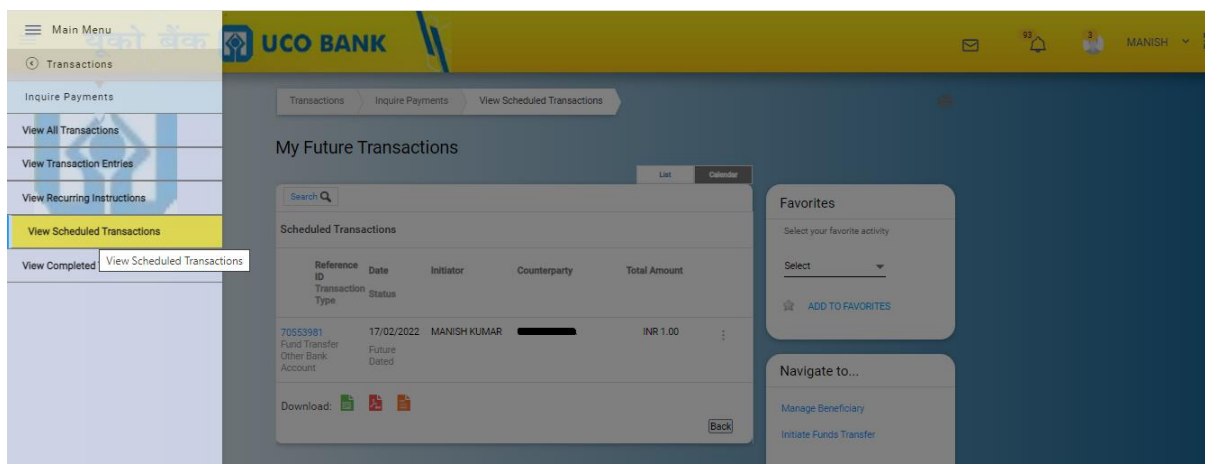 Main Menu
यूको बैंक UCO BANK
93
3
MANISH
Transactions
Inquire Payments
View All Transactions
View Transaction Entries
View Recurring Instructions
View Scheduled Transactions
View Completed
View Scheduled Transactions
Transactions Inquire Payments View Scheduled Transactions
My Future Transactions
List Calendar
Search
Scheduled Transactions
Reference ID Transaction Type
Date Status
Initiator
Counterparty
Total Amount
70553981
Fund Transfer
Other Bank
Account
17/02/2022
Future
Dated
MANISH KUMAR
INR 1.00
Download:
Back
Favorites
Select your favorite activity
Select
ADD TO FAVORITES
Navigate to...
Manage Beneficiary
Initiate Funds Transfer